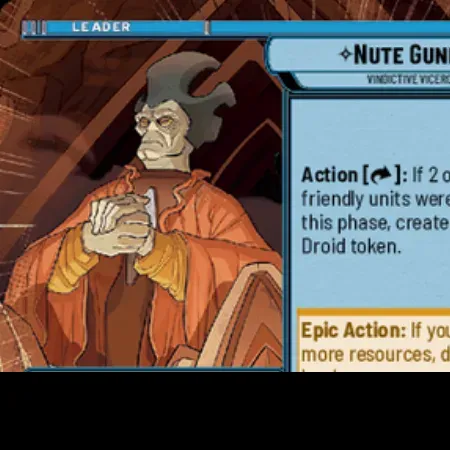 LEADER
NUTE GUN
VINDICTIVE VICERO
Action [ ]: If 2 o
friendly units were
this phase, create
Droid token.
Epic Action: If you
more resources, d